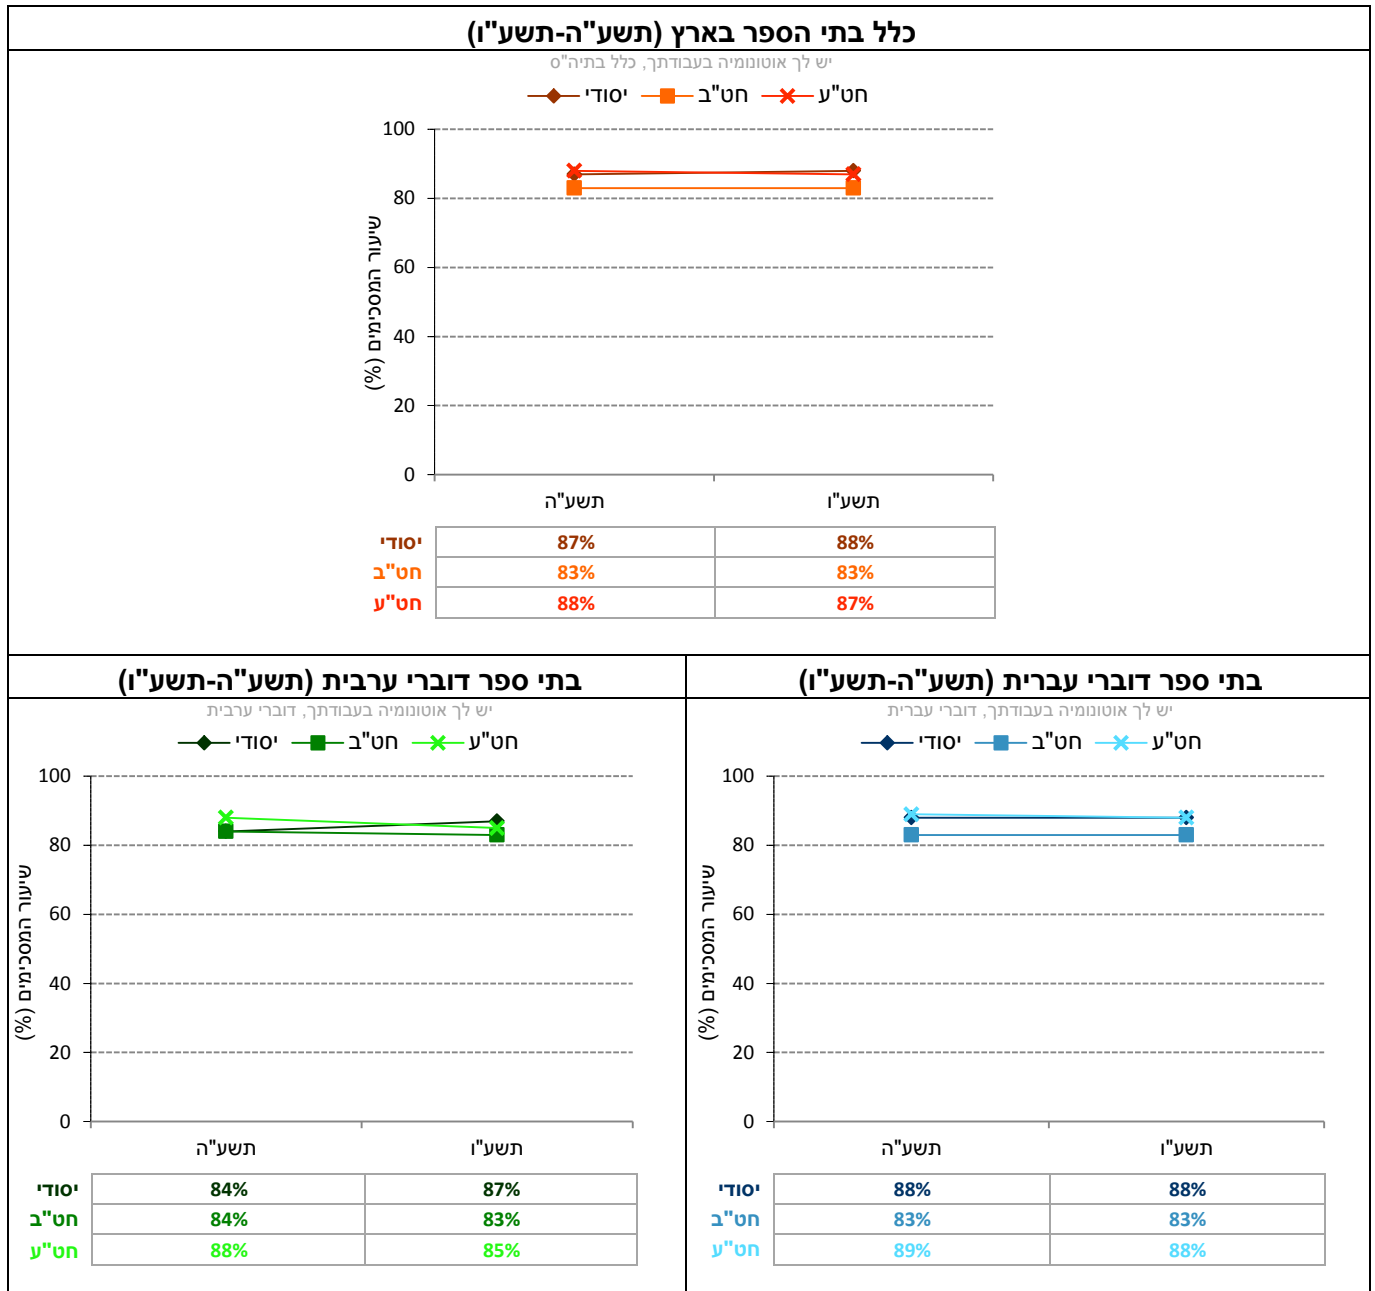 כלל בתי הספר בארץ (תשע"ה-תשע"ו)
יש לך אוטונומיה בעבודתך, כלל בתיה"ס
יסודי חט"ב חט"ע
שיעור המסכימים (%)
100
80
60
40
20
0
תשע"ה תשע"ו
יסודי 87% 88%
חט"ב 83% 83%
חט"ע 88% 87%
בתי ספר דוברי עברית (תשע"ה-תשע"ו)
יש לך אוטונומיה בעבודתך, דוברי עברית
יסודי חט"ב חט"ע
שיעור המסכימים (%)
100
80
60
40
20
0
תשע"ה תשע"ו
יסודי 88% 88%
חט"ב 83% 83%
חט"ע 89% 88%
בתי ספר דוברי ערבית (תשע"ה-תשע"ו)
יש לך אוטונומיה בעבודתך, דוברי ערבית
יסודי חט"ב חט"ע
שיעור המסכימים (%)
100
80
60
40
20
0
תשע"ה תשע"ו
יסודי 84% 87%
חט"ב 84% 83%
חט"ע 88% 85%